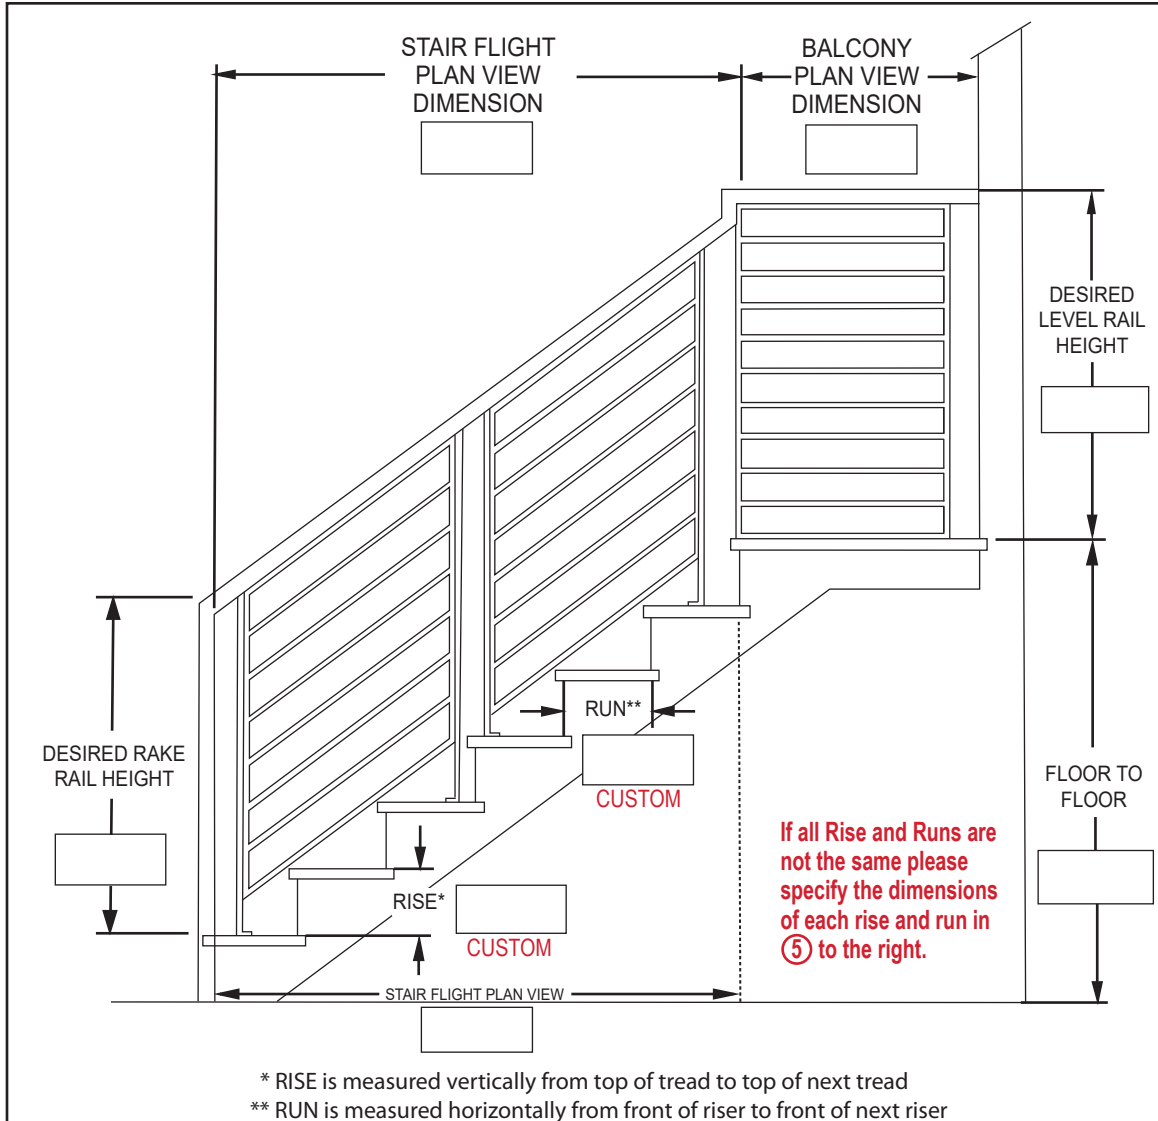 STAIR FLIGHT
PLAN VIEW
DIMENSION
BALCONY
PLAN VIEW
DIMENSION
DESIRED
LEVEL RAIL
HEIGHT
DESIRED RAKE
RAIL HEIGHT
RUN**
CUSTOM
FLOOR TO
FLOOR
If all Rise and Runs are
not the same please
specify the dimensions
of each rise and run in
5 to the right.
RISE*
CUSTOM
STAIR FLIGHT PLAN VIEW
* RISE is measured vertically from top of tread to top of next tread
** RUN is measured horizontally from front of riser to front of next riser